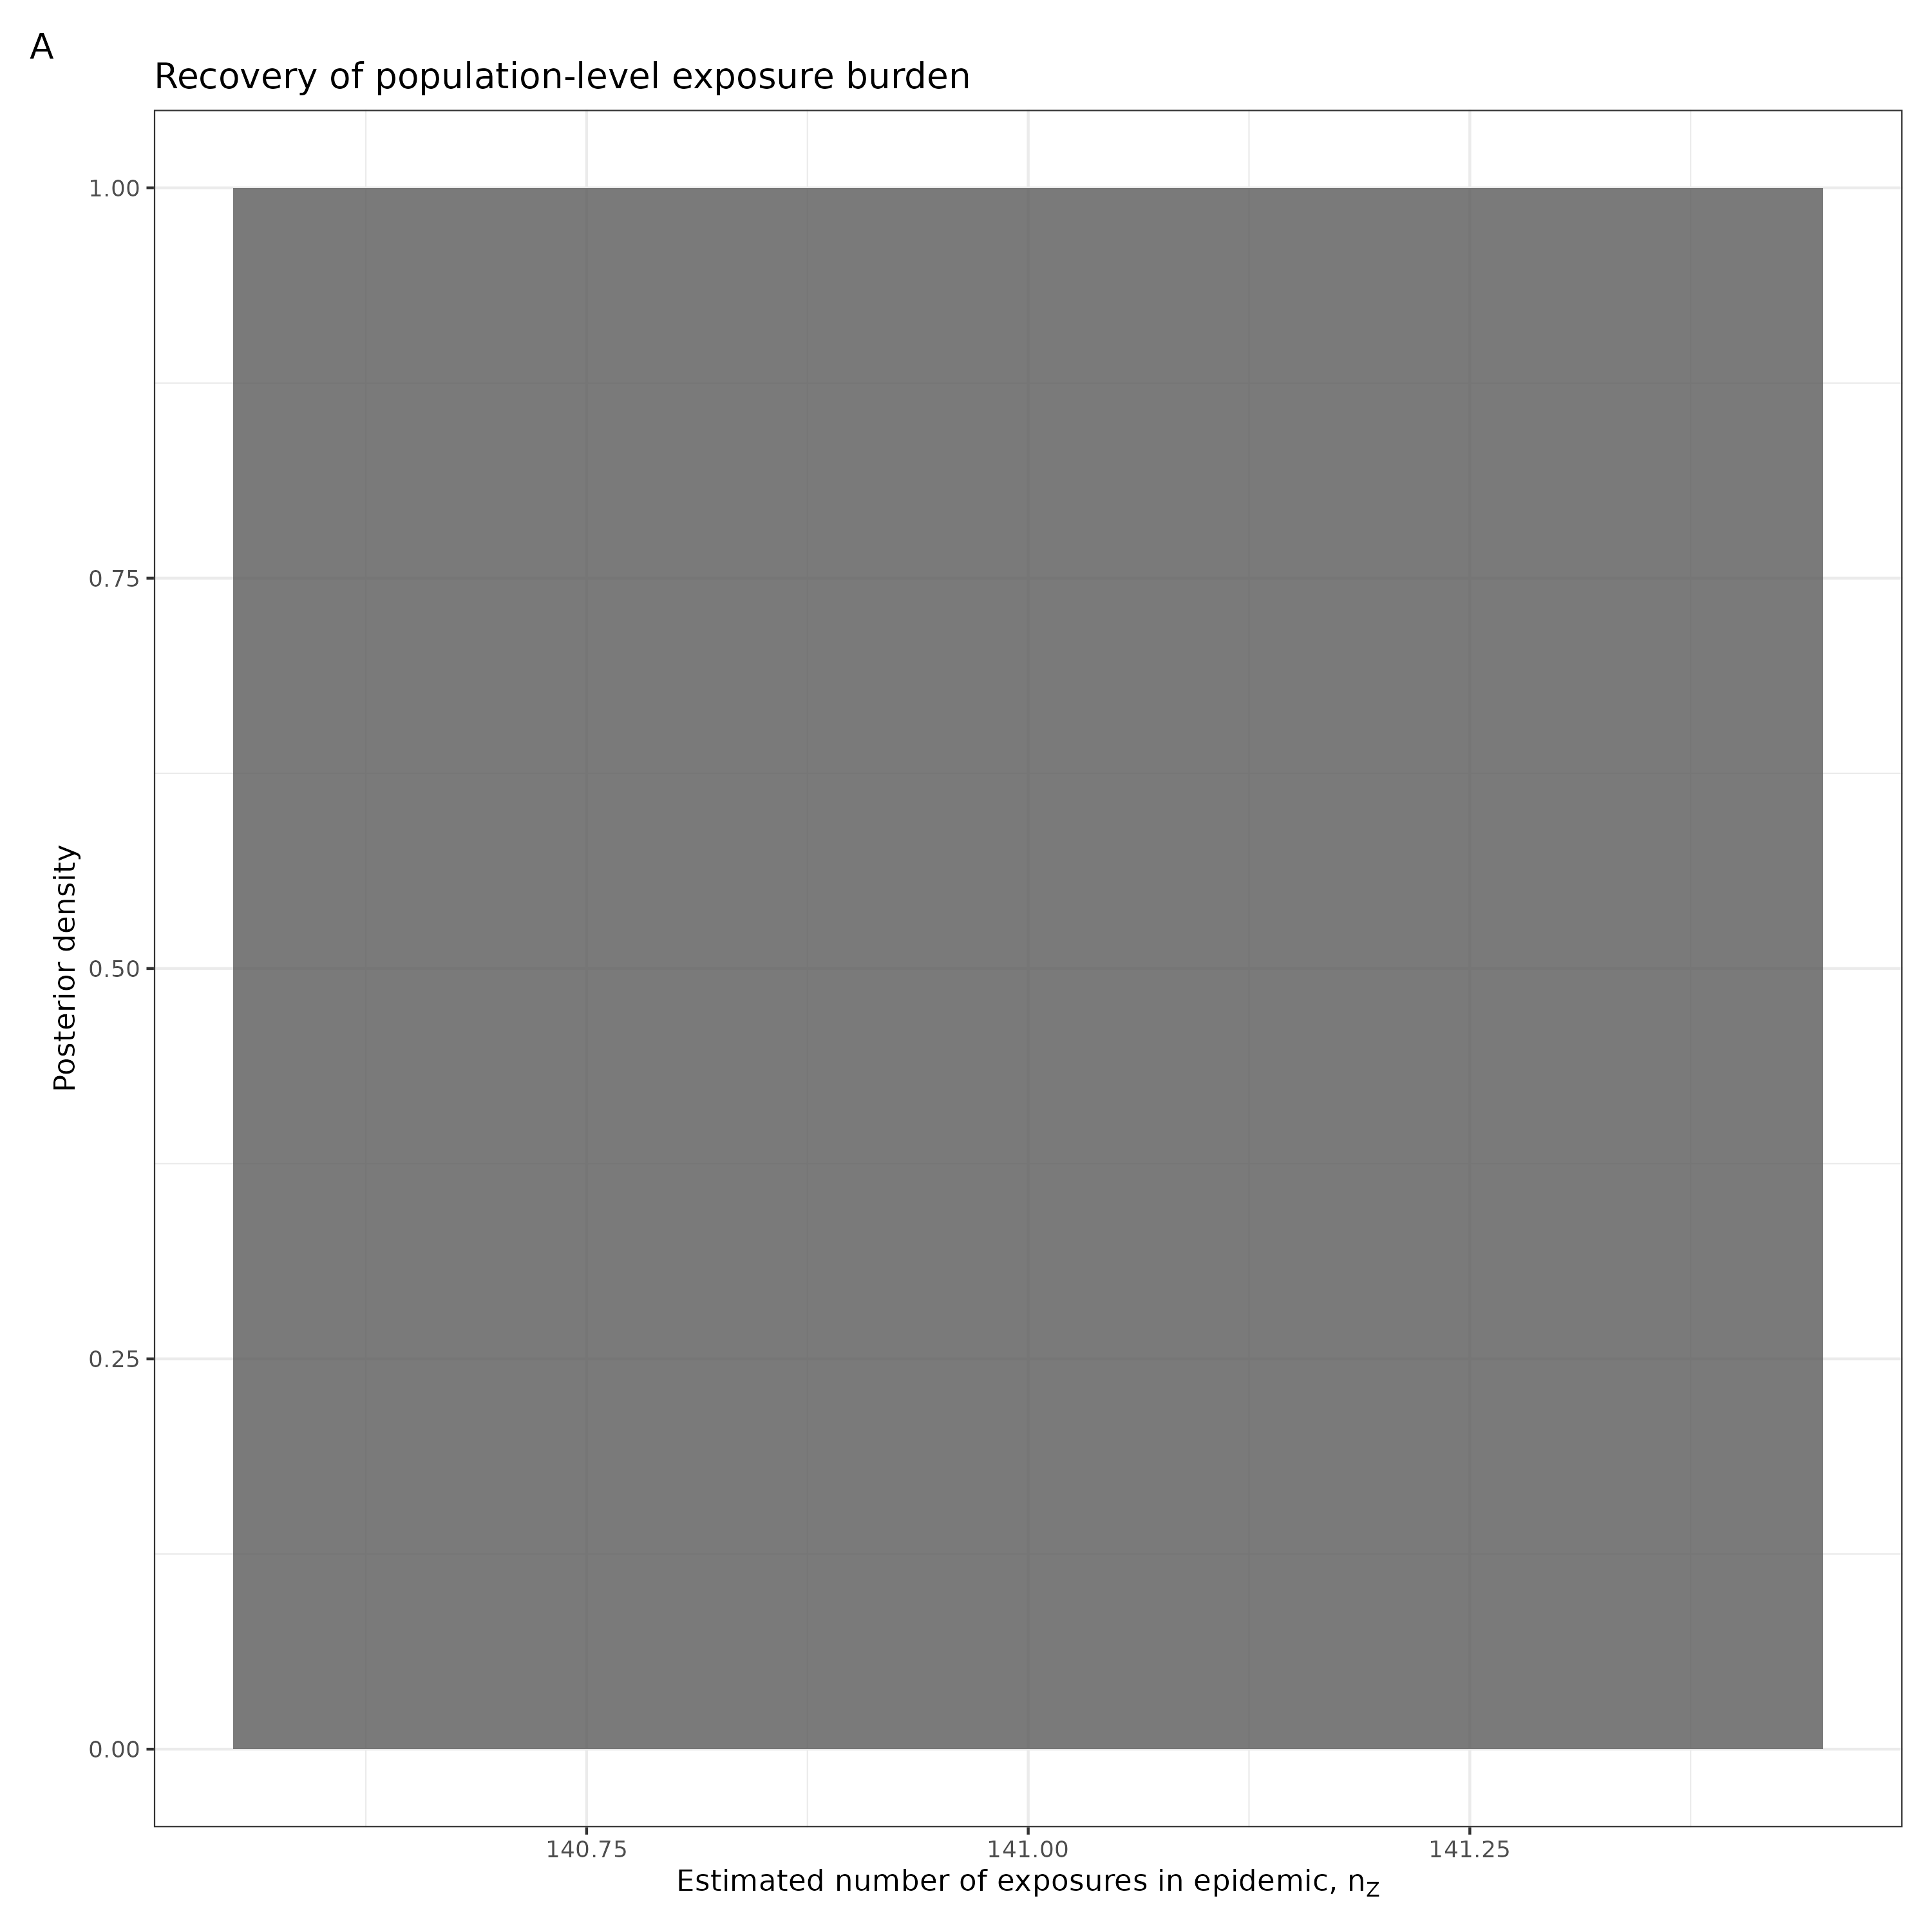 A
Recovery of population-level exposure burden
1.00
0.75
0.50
0.25
0.00
Posterior density
140.75 141.00 141.25
Estimated number of exposures in epidemic, nZ